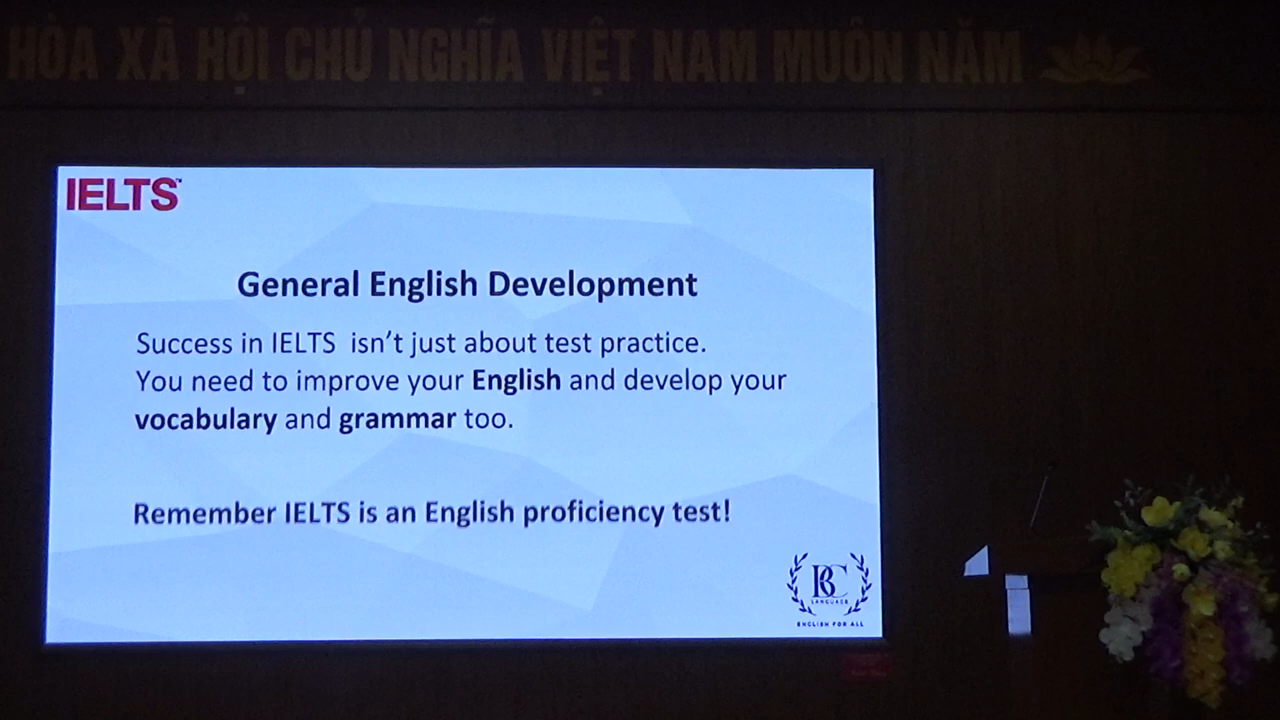 HÒA XÃ HỘI CHỦ NGHĨA VIỆT NAM MUÔN NĂM
IELTS™
General English Development
Success in IELTS isn't just about test practice.
You need to improve your English and develop your
vocabulary and grammar too.
Remember IELTS is an English proficiency test!
BC
LANGUAGE
ENGLISH FOR ALL